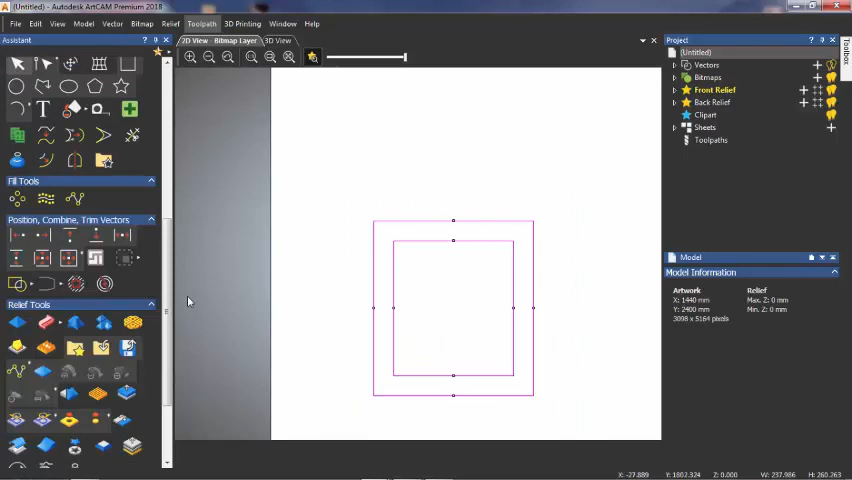 (Untitled) - Autodesk ArtCAM Premium 2018
File Edit View Model Vector Bitmap Relief Toolpath 3D Printing Window Help
Assistant
2D View - Bitmap Layer 3D View
Project
Toolbox
(Untitled)
Vectors
Bitmaps
Front Relief
Back Relief
Clipart
Sheets
Toolpaths
Fill Tools
Position, Combine, Trim Vectors
Relief Tools
Model
Model Information
Artwork Relief
X: 1440 mm Max. Z: 0 mm
Y: 2400 mm Min. Z: 0 mm
3098 x 5164 pixels
X: -27.889 Y: 1802.324 Z: 0.000 W: 237.986 H: 260.263